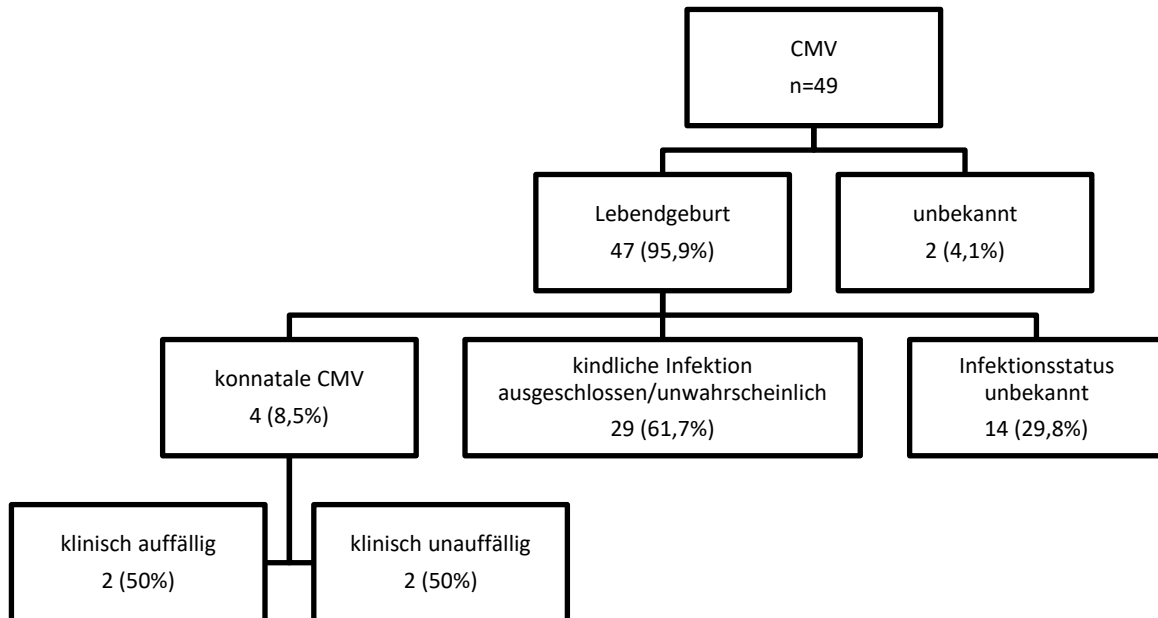 CMV
n=49
Lebendgeburt
47 (95,9%)
unbekannt
2 (4,1%)
konnatale CMV
4 (8,5%)
kindliche Infektion
ausgeschlossen/unwahrscheinlich
29 (61,7%)
Infektionsstatus
unbekannt
14 (29,8%)
klinisch auffällig
2 (50%)
klinisch unauffällig
2 (50%)